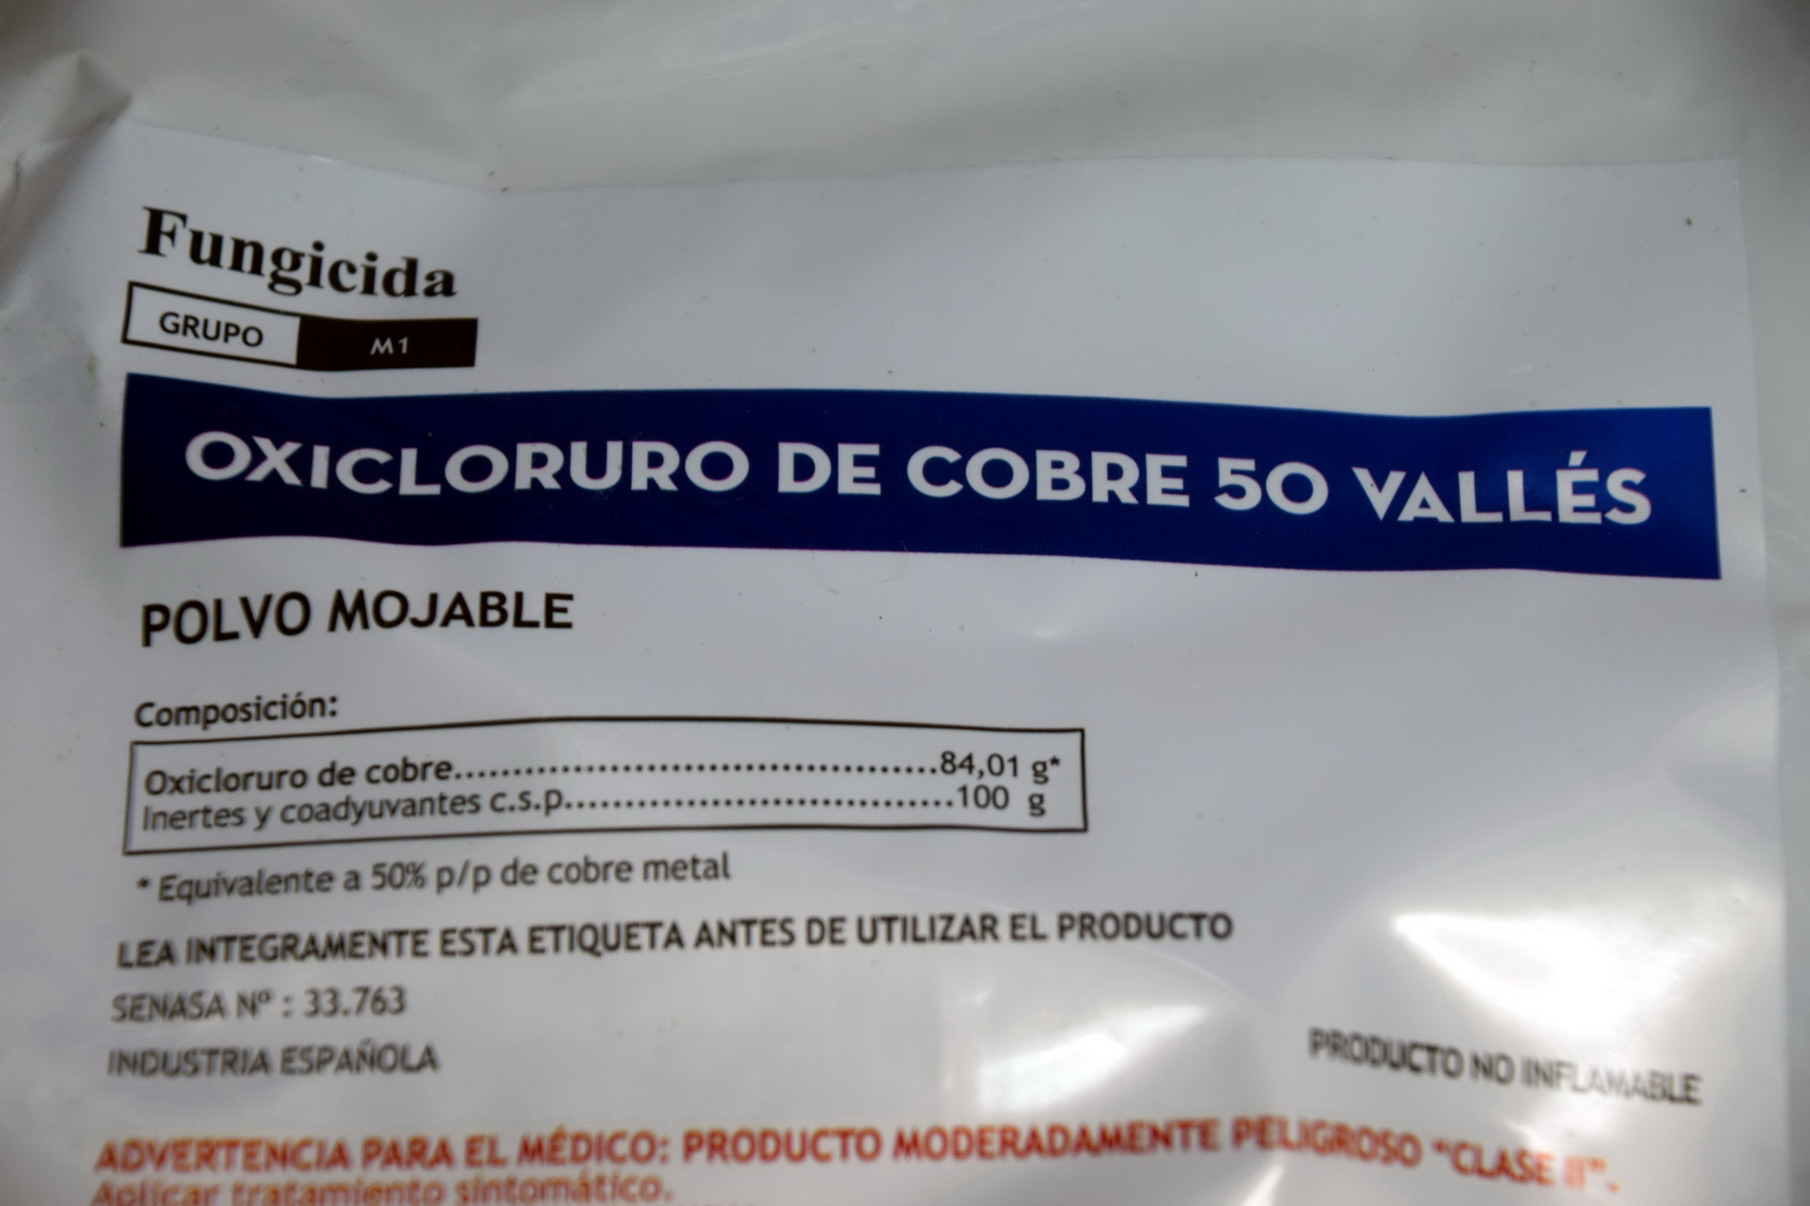 Fungicida
GRUPO M1
OXICLORURO DE COBRE 50 VALLÉS
POLVO MOJABLE
Composición:
Oxicloruro de cobre..........................................84,01 g*
Inertes y coadyuvantes c.s.p..................................100 g
* Equivalente a 50% p/p de cobre metal
LEA INTEGRAMENTE ESTA ETIQUETA ANTES DE UTILIZAR EL PRODUCTO
SENASA Nº : 33.763
INDUSTRIA ESPAÑOLA
PRODUCTO NO INFLAMABLE
ADVERTENCIA PARA EL MÉDICO: PRODUCTO MODERADAMENTE PELIGROSO "CLASE II".
Aplicar tratamiento sintomático.